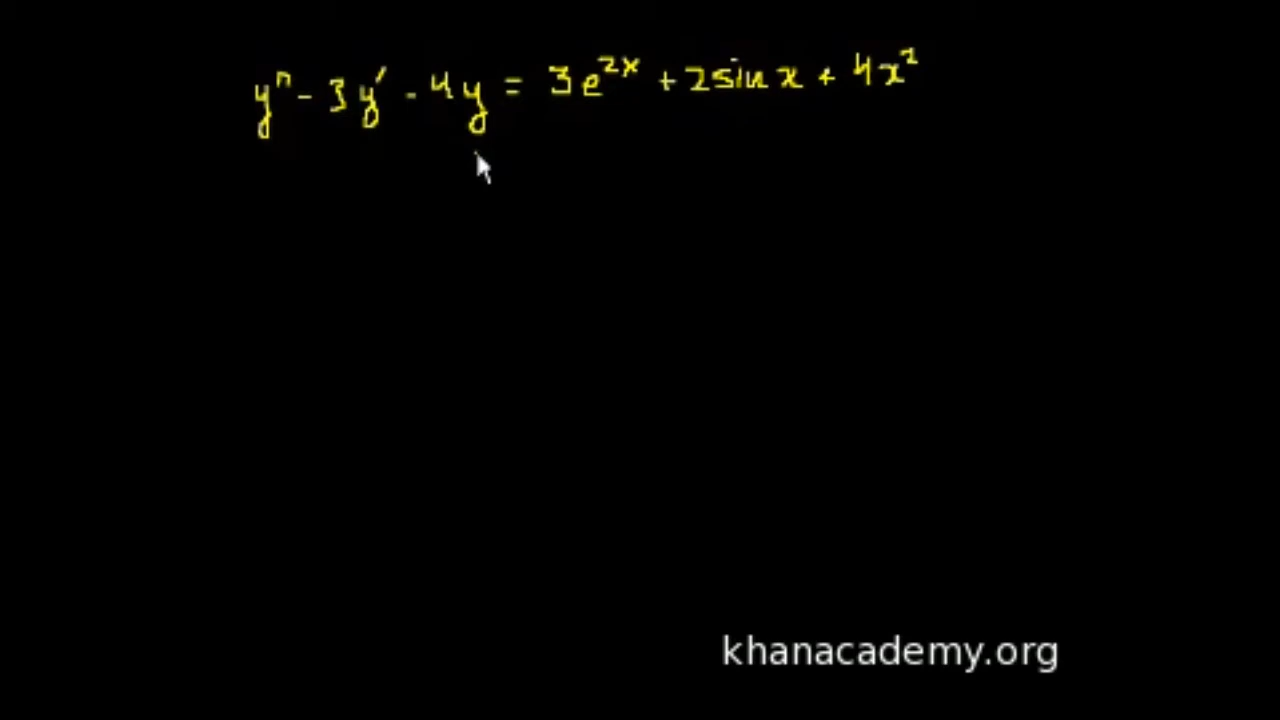 y'' - 3y' - 4y = 3e^{2x} + 2sin x + 4x^2
khanacademy.org